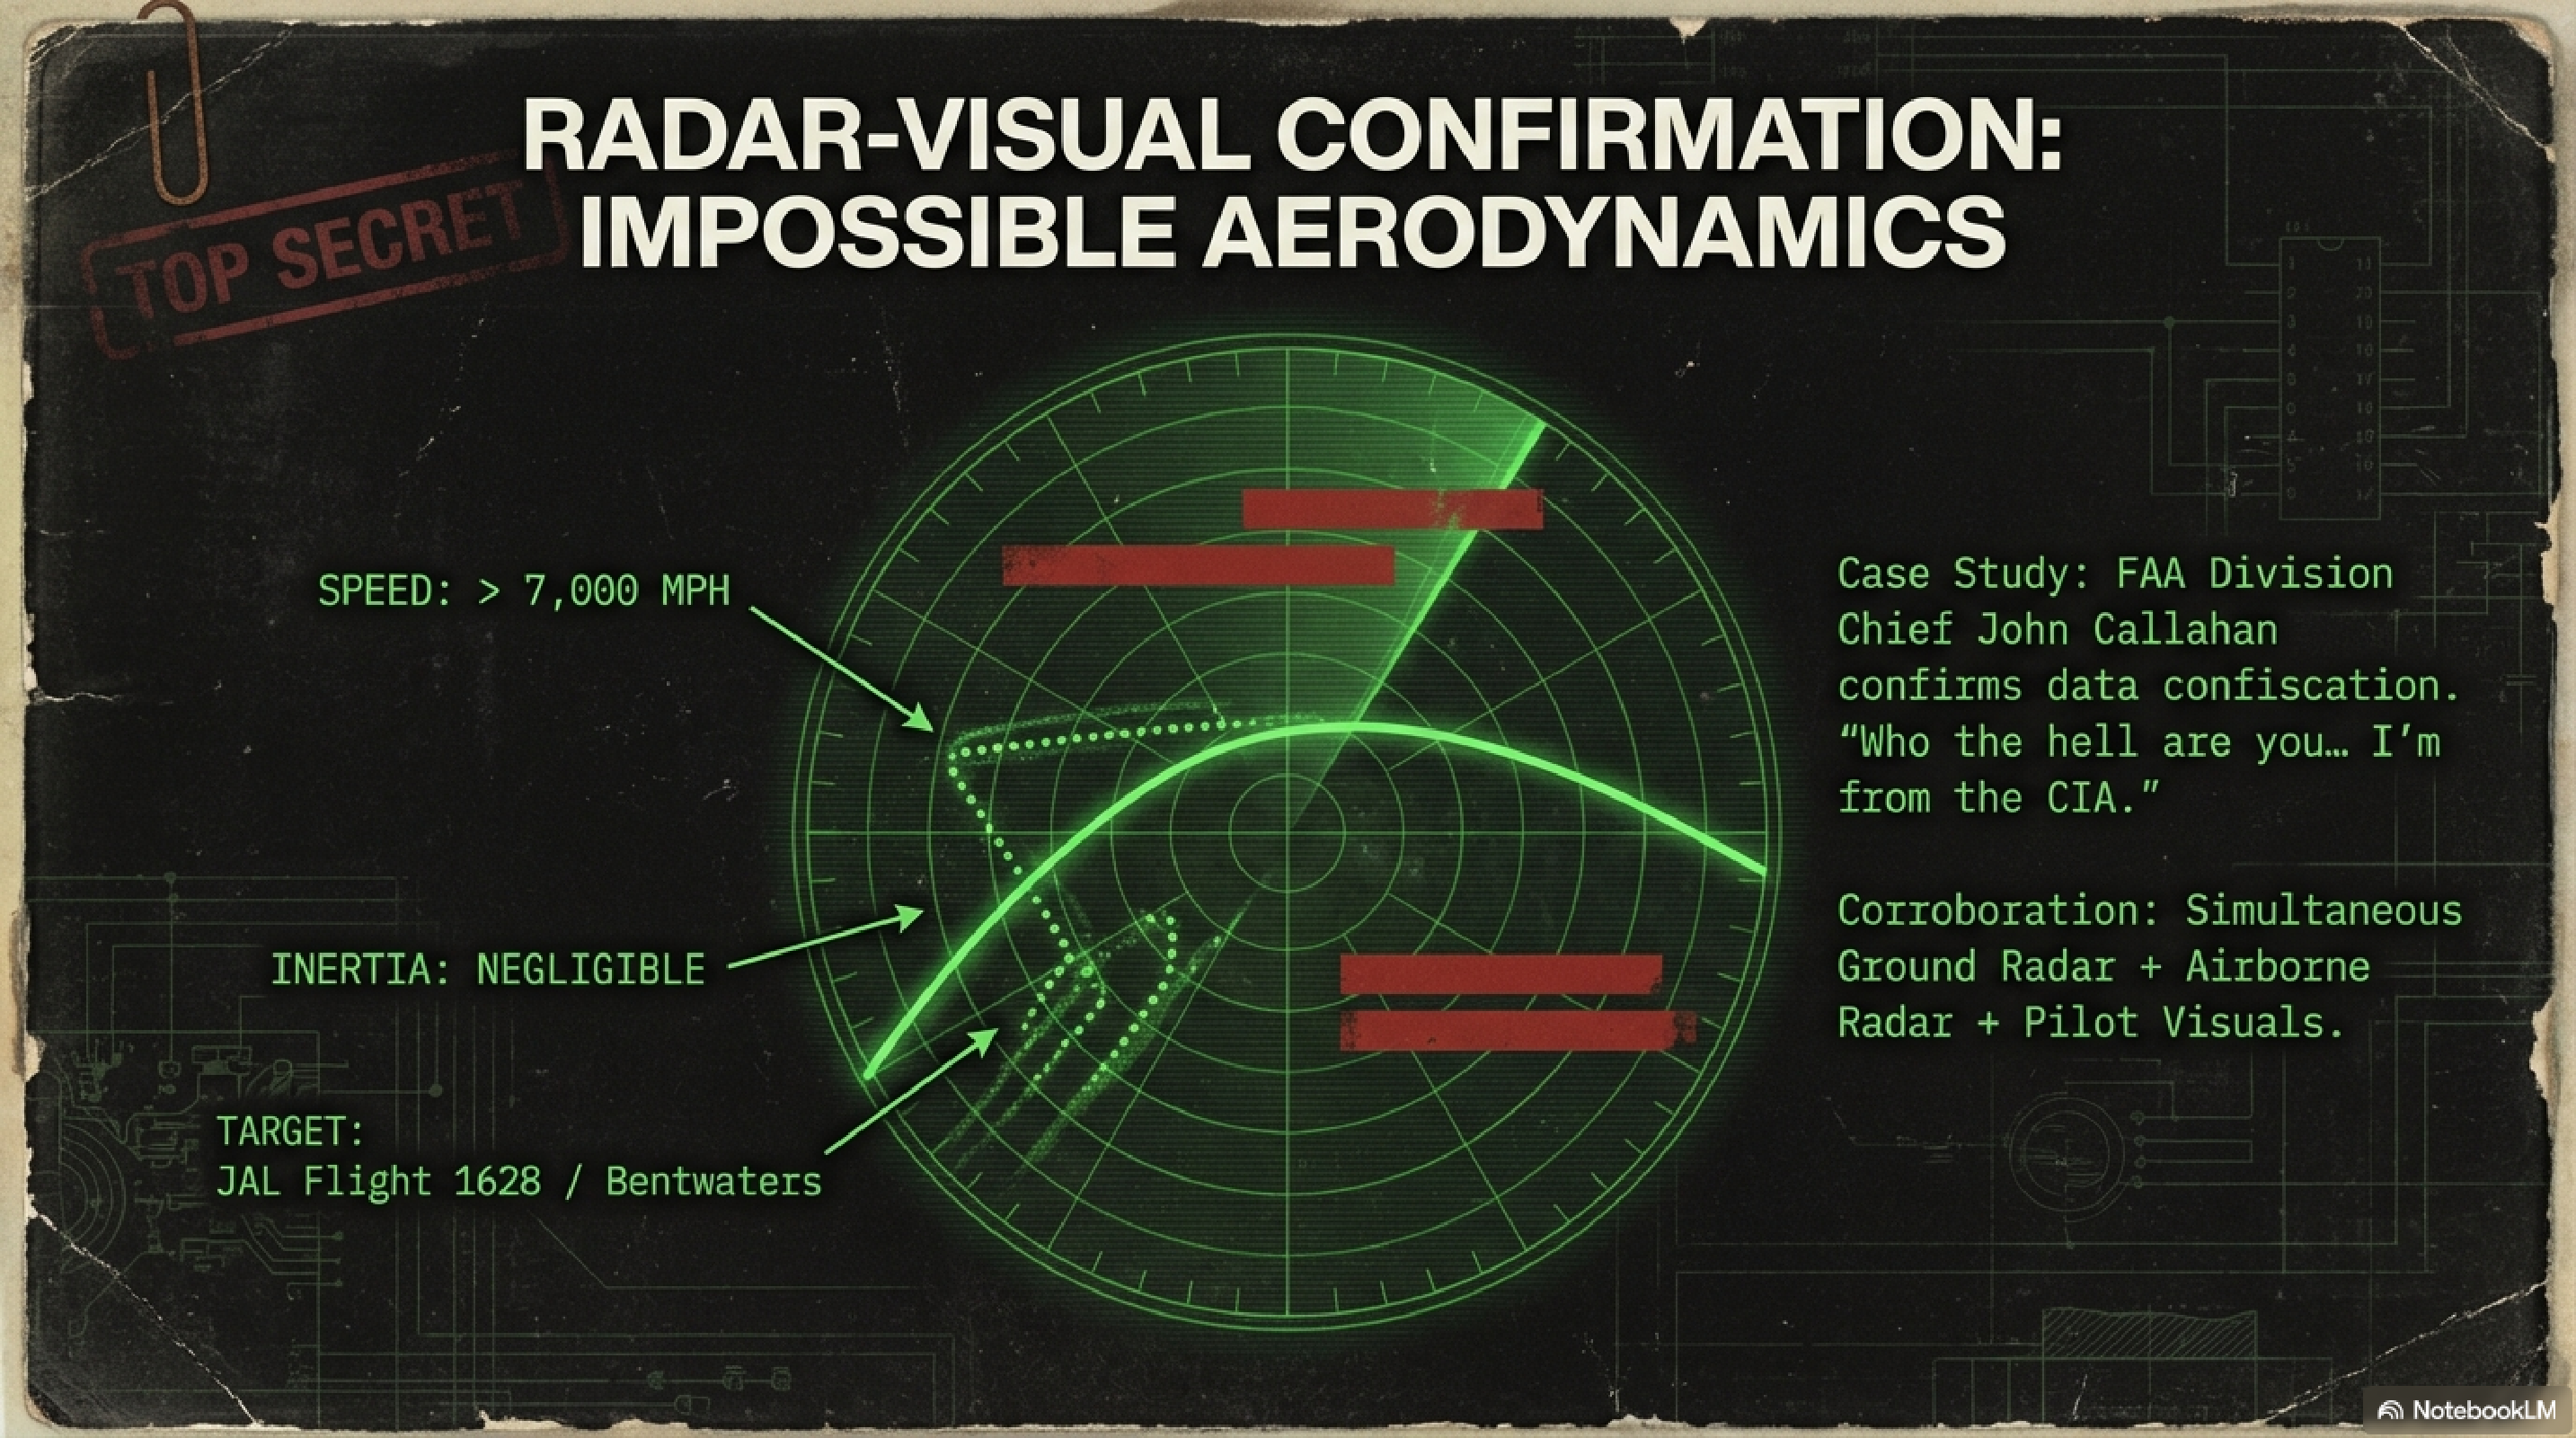 RADAR-VISUAL CONFIRMATION:
IMPOSSIBLE AERODYNAMICS
TOP SECRET
SPEED: > 7,000 MPH
INERTIA: NEGLIGIBLE
TARGET:
JAL Flight 1628 / Bentwaters
Case Study: FAA Division
Chief John Callahan
confirms data confiscation.
“Who the hell are you… I’m
from the CIA.”
Corroboration: Simultaneous
Ground Radar + Airborne
Radar + Pilot Visuals.
NotebookLM